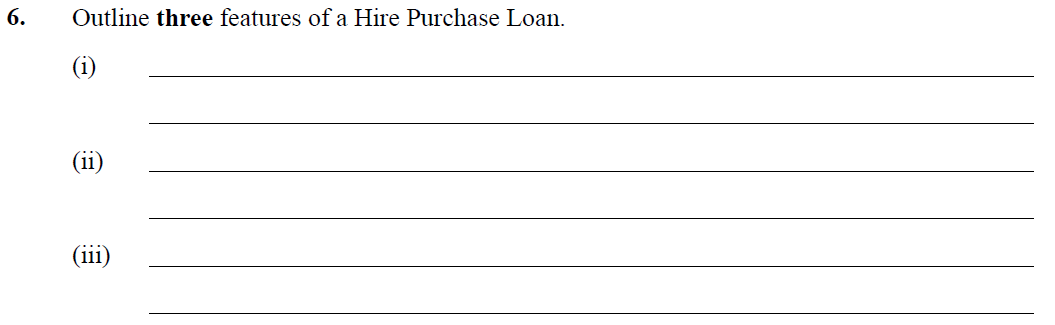 6. Outline three features of a Hire Purchase Loan.
(i)
(ii)
(iii)